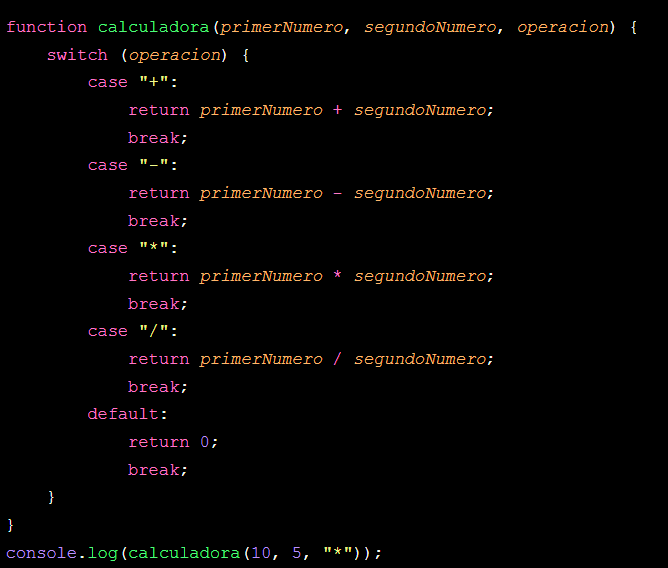 function calculadora(primerNumero, segundoNumero, operacion) {
    switch (operacion) {
        case "+":
            return primerNumero + segundoNumero;
            break;
        case "-":
            return primerNumero - segundoNumero;
            break;
        case "*":
            return primerNumero * segundoNumero;
            break;
        case "/":
            return primerNumero / segundoNumero;
            break;
        default:
            return 0;
            break;
    }
}
console.log(calculadora(10, 5, "*"));